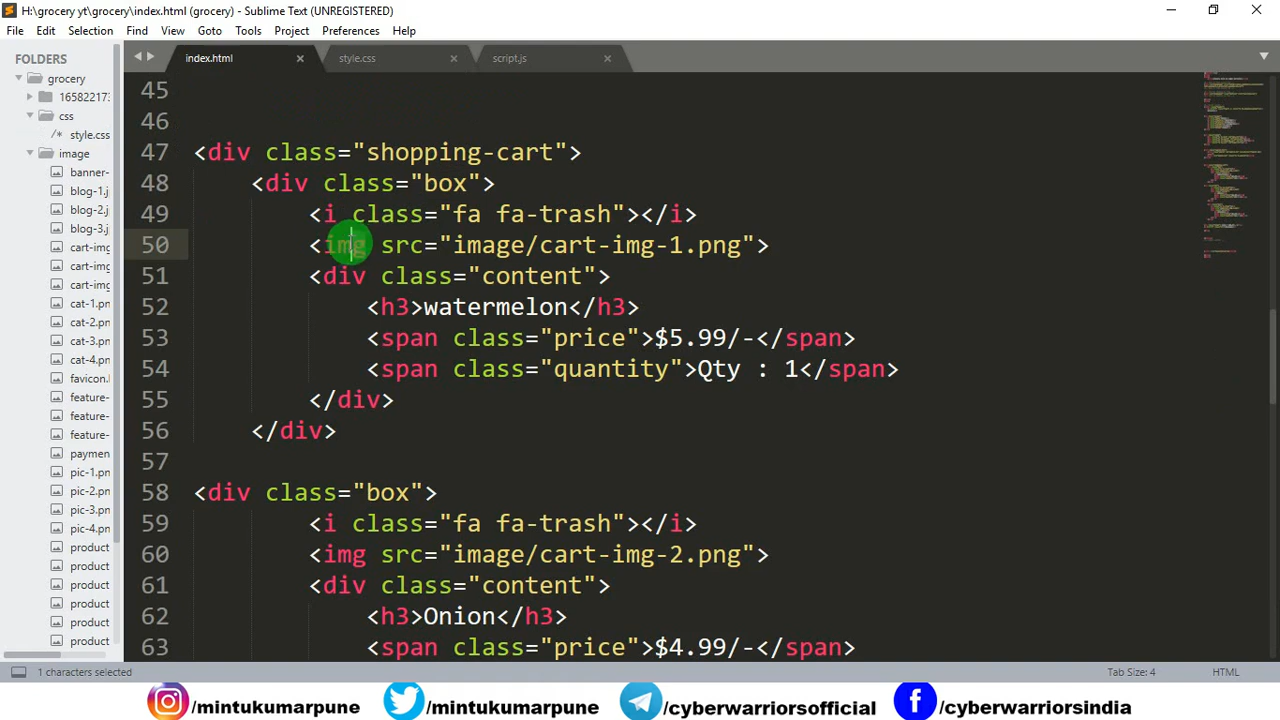 H:\grocery yt\grocery\index.html (grocery) - Sublime Text (UNREGISTERED)
File Edit Selection Find View Goto Tools Project Preferences Help
FOLDERS
grocery
165822173
css
/* style.css
image
banner-
blog-1.j
blog-2.j
blog-3.j
cart-img
cart-img
cart-img
cat-1.pn
cat-2.pn
cat-3.pn
cat-4.pn
favicon.
feature-
feature-
feature-
paymen
pic-1.pn
pic-2.pn
pic-3.pn
pic-4.pn
product
product
product
product
product
product
index.html × style.css × script.js ×
45
46
47 <div class="shopping-cart">
48 <div class="box">
49 <i class="fa fa-trash"></i>
50 <img src="image/cart-img-1.png">
51 <div class="content">
52 <h3>watermelon</h3>
53 <span class="price">$5.99/-</span>
54 <span class="quantity">Qty : 1</span>
55 </div>
56 </div>
57
58 <div class="box">
59 <i class="fa fa-trash"></i>
60 <img src="image/cart-img-2.png">
61 <div class="content">
62 <h3>Onion</h3>
63 <span class="price">$4.99/-</span>
1 characters selected Tab Size: 4 HTML
/mintukumarpune /mintukumarpune /cyberwarriorsofficial /cyberwarriorsindia